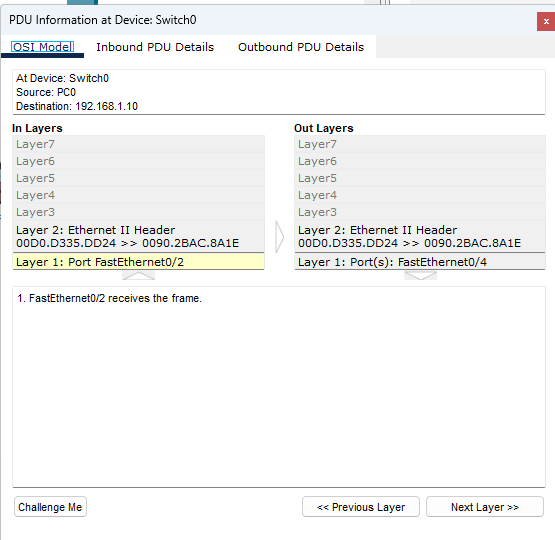 PDU Information at Device: Switch0
x
OSI Model Inbound PDU Details Outbound PDU Details
At Device: Switch0
Source: PC0
Destination: 192.168.1.10
In Layers
Layer7
Layer6
Layer5
Layer4
Layer3
Layer 2: Ethernet II Header
00D0.D335.DD24 >> 0090.2BAC.8A1E
Layer 1: Port FastEthernet0/2
Out Layers
Layer7
Layer6
Layer5
Layer4
Layer3
Layer 2: Ethernet II Header
00D0.D335.DD24 >> 0090.2BAC.8A1E
Layer 1: Port(s): FastEthernet0/4
1. FastEthernet0/2 receives the frame.
Challenge Me << Previous Layer Next Layer >>